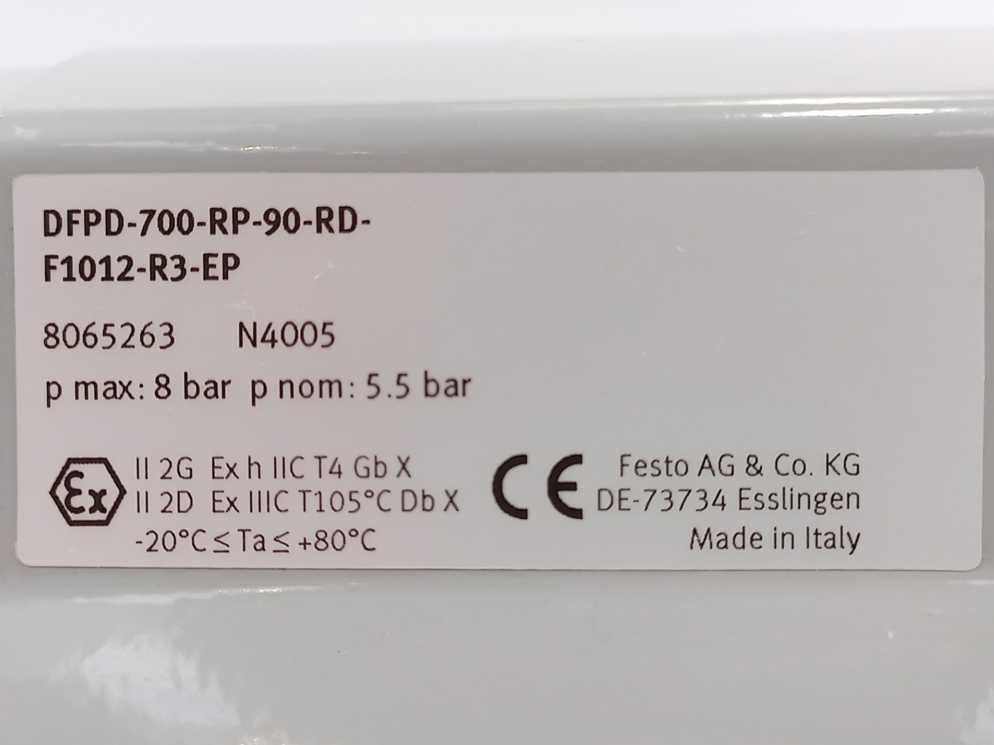 DFPD-700-RP-90-RD-
F1012-R3-EP
8065263 N4005
p max: 8 bar p nom: 5.5 bar
Ex II 2G Ex h IIC T4 Gb X
II 2D Ex IIIC T105°C Db X
-20°C ≤ Ta ≤ +80°C
CE Festo AG & Co. KG
DE-73734 Esslingen
Made in Italy